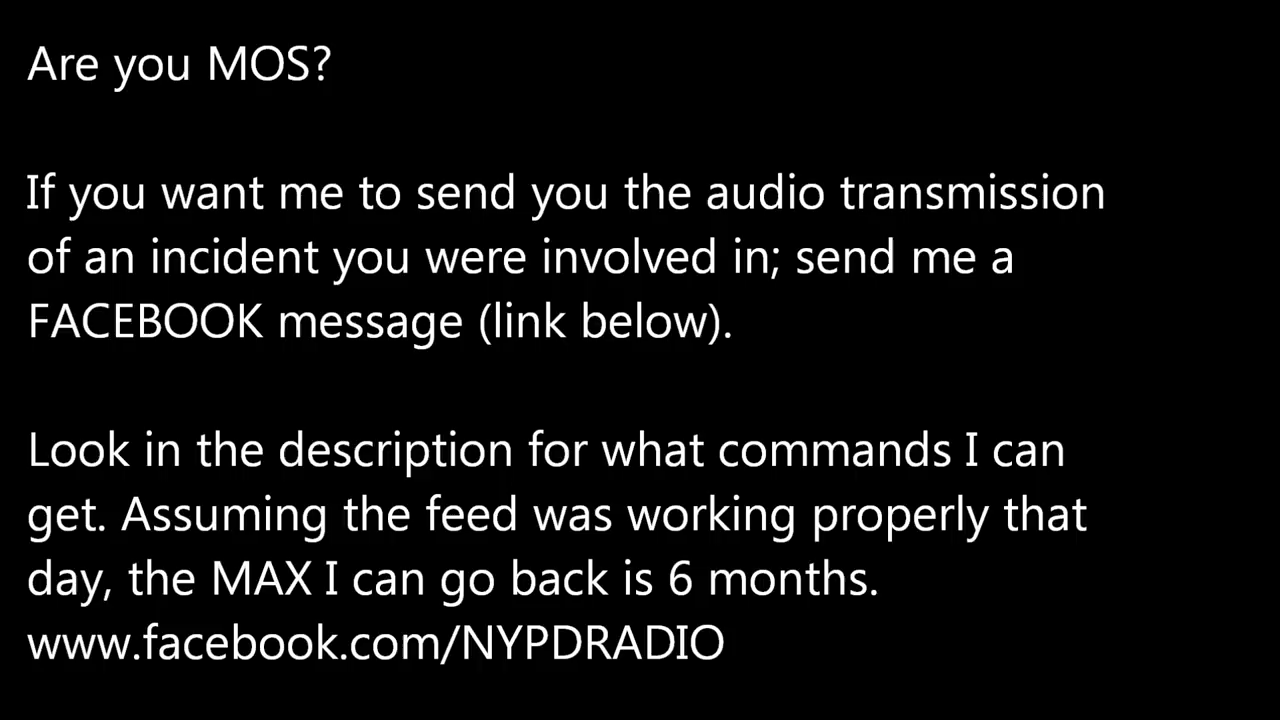 Are you MOS?
If you want me to send you the audio transmission
of an incident you were involved in; send me a
FACEBOOK message (link below).
Look in the description for what commands I can
get. Assuming the feed was working properly that
day, the MAX I can go back is 6 months.
www.facebook.com/NYPDRADIO